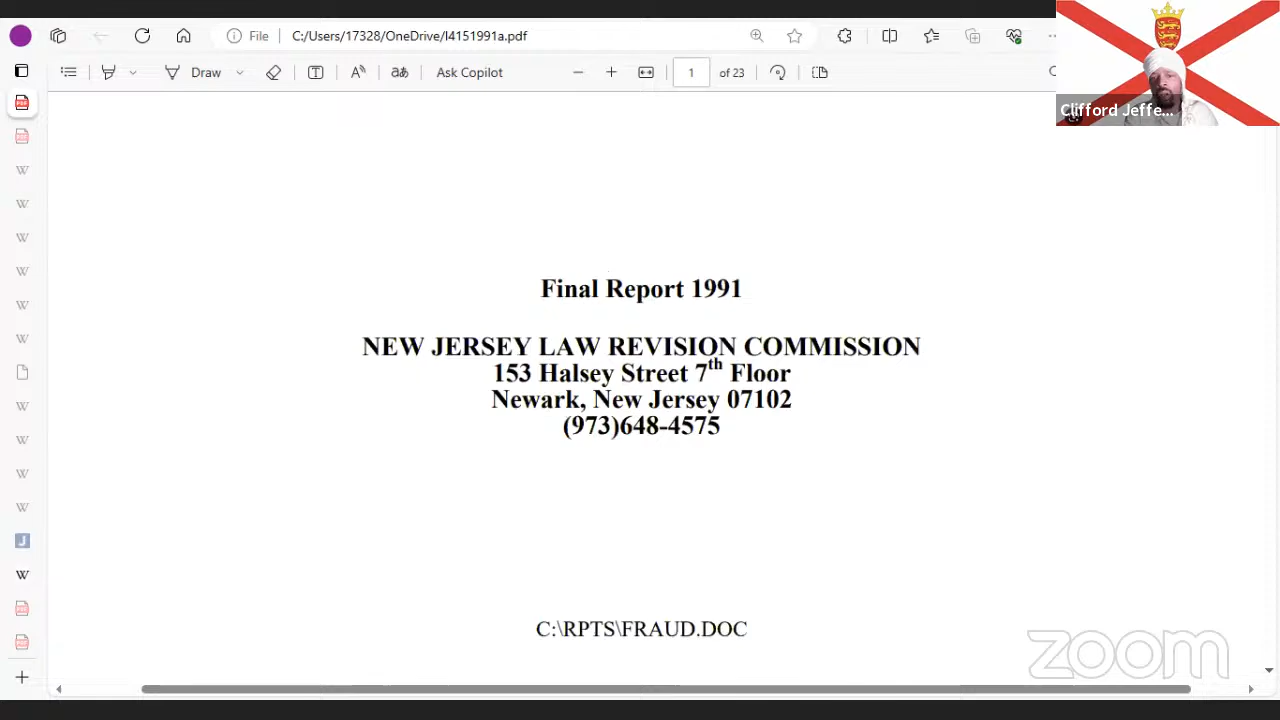 File
C:/Users/17328/OneDrive/I4151991a.pdf
Draw
Ask Copilot
1
of 23
Clifford Jeffe...
Final Report 1991
NEW JERSEY LAW REVISION COMMISSION
153 Halsey Street 7th Floor
Newark, New Jersey 07102
(973)648-4575
C:\RPTS\FRAUD.DOC
zoom